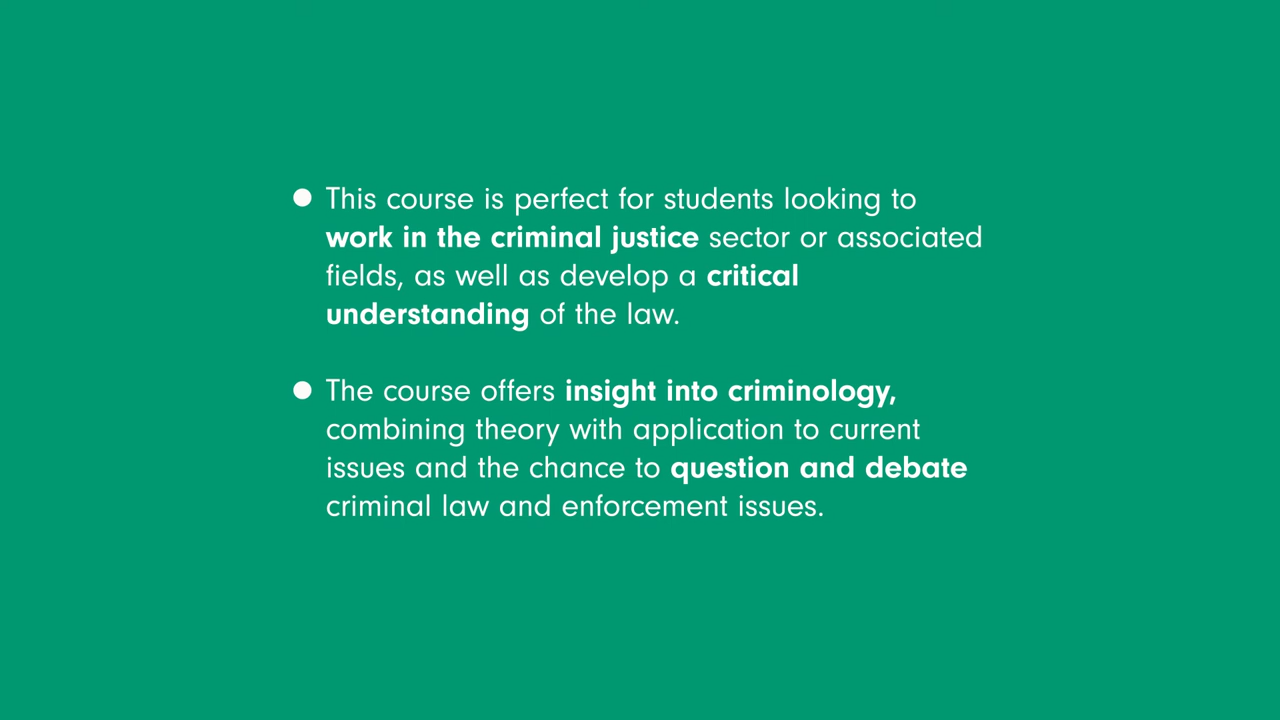 ● This course is perfect for students looking to
work in the criminal justice sector or associated
fields, as well as develop a critical
understanding of the law.
● The course offers insight into criminology,
combining theory with application to current
issues and the chance to question and debate
criminal law and enforcement issues.